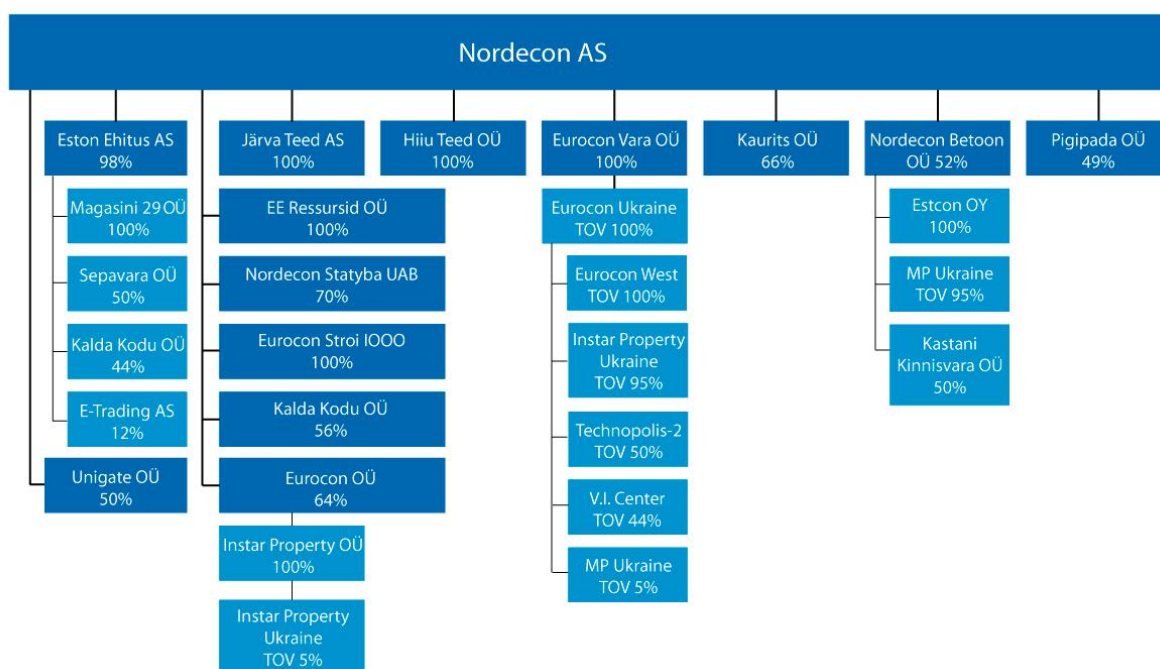 Nordecon AS
Eston Ehitus AS
98%
Magasini 29 OÜ
100%
Sepavara OÜ
50%
Kalda Kodu OÜ
44%
E-Trading AS
12%
Unigate OÜ
50%
Järva Teed AS
100%
EE Ressursid OÜ
100%
Nordecon Statyba UAB
70%
Eurocon Stroi IOOO
100%
Kalda Kodu OÜ
56%
Eurocon OÜ
64%
Instar Property OÜ
100%
Instar Property
Ukraine
TOV 5%
Hiiu Teed OÜ
100%
Eurocon Vara OÜ
100%
Eurocon Ukraine
TOV 100%
Eurocon West
TOV 100%
Instar Property
Ukraine
TOV 95%
Technopolis-2
TOV 50%
V.I. Center
TOV 44%
MP Ukraine
TOV 5%
Kaurits OÜ
66%
Nordecon Betoon
OÜ 52%
Estcon OY
100%
MP Ukraine
TOV 95%
Kastani
Kinnisvara OÜ
50%
Pigipada OÜ
49%